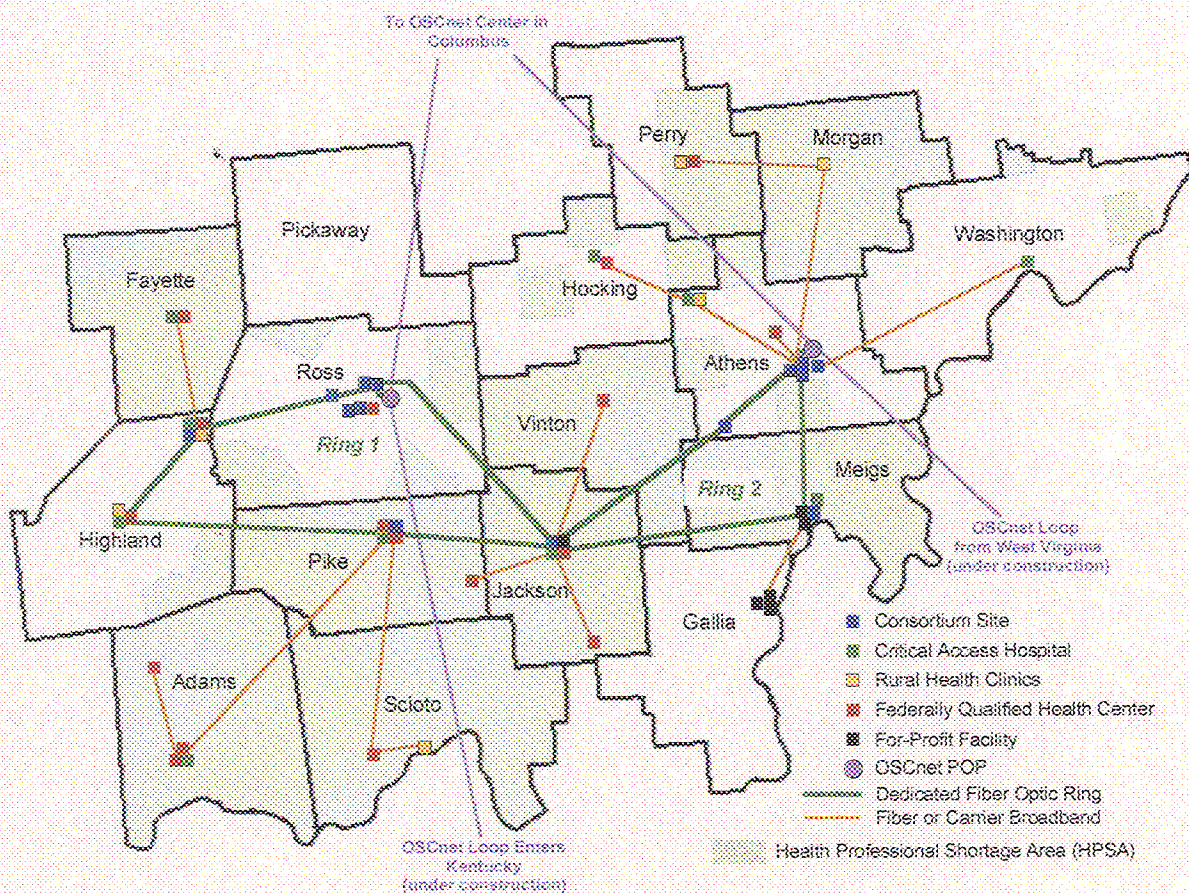 To OSCnet Center in
Columbus
Perry
Morgan
Pickaway
Washington
Fayette
Hocking
Ross
Athens
Vinton
Ring 1
Meigs
Ring 2
Highland
OSCnet Loop
from West Virginia
(under construction)
Pike
Jackson
Gallia
Consortium Site
Critical Access Hospital
Rural Health Clinics
Adams
Scioto
Federally Qualified Health Center
For-Profit Facility
OSCnet POP
Dedicated Fiber Optic Ring
Fiber or Carrier Broadband
OSCnet Loop Enters
Kentucky
(under construction)
Health Professional Shortage Area (HPSA)